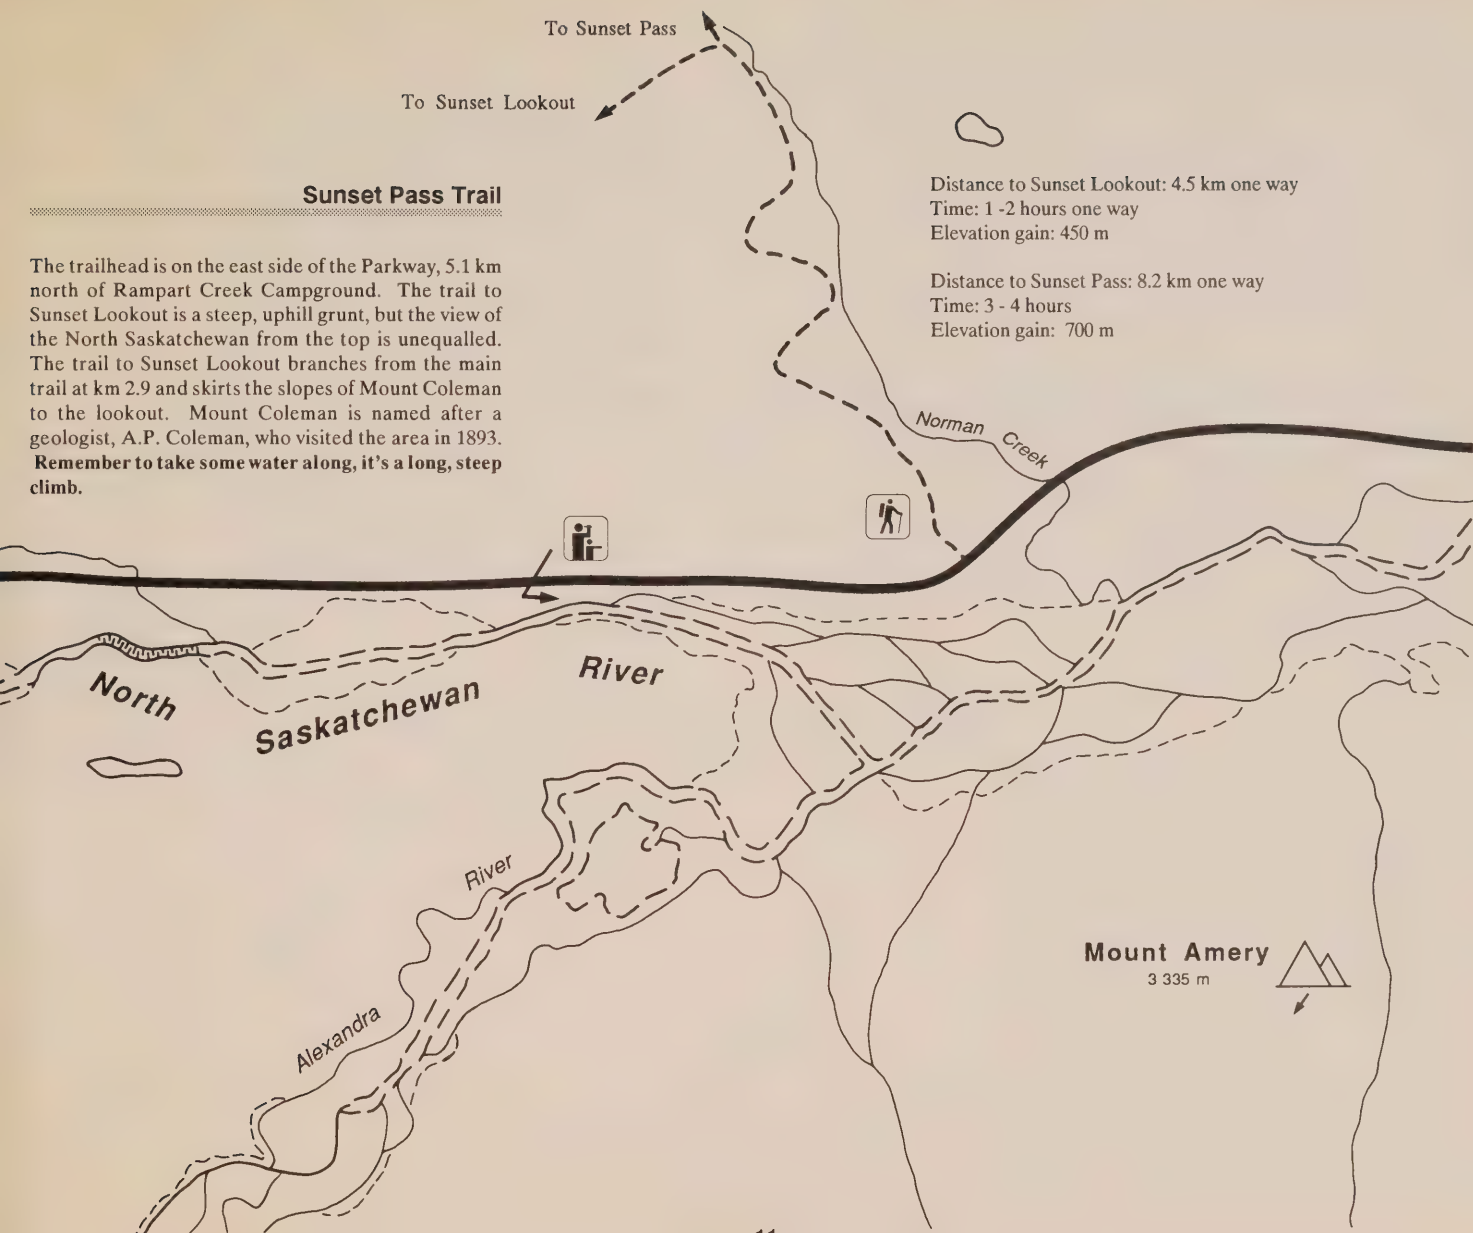 To Sunset Pass
To Sunset Lookout
Sunset Pass Trail
The trailhead is on the east side of the Parkway, 5.1 km
north of Rampart Creek Campground. The trail to
Sunset Lookout is a steep, uphill grunt, but the view of
the North Saskatchewan from the top is unequalled.
The trail to Sunset Lookout branches from the main
trail at km 2.9 and skirts the slopes of Mount Coleman
to the lookout. Mount Coleman is named after a
geologist, A.P. Coleman, who visited the area in 1893.
Remember to take some water along, it's a long, steep
climb.
Distance to Sunset Lookout: 4.5 km one way
Time: 1 -2 hours one way
Elevation gain: 450 m
Distance to Sunset Pass: 8.2 km one way
Time: 3 - 4 hours
Elevation gain: 700 m
Norman Creek
North Saskatchewan River
Alexandra River
Mount Amery
3 335 m